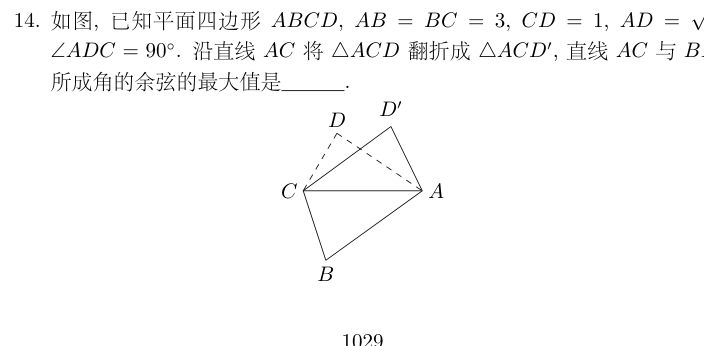 14. 如图, 已知平面四边形 ABCD, AB = BC = 3, CD = 1, AD = √
∠ADC = 90°. 沿直线 AC 将 △ACD 翻折成 △ACD′, 直线 AC 与 B
所成角的余弦的最大值是______.
D D′
C A
B
1029